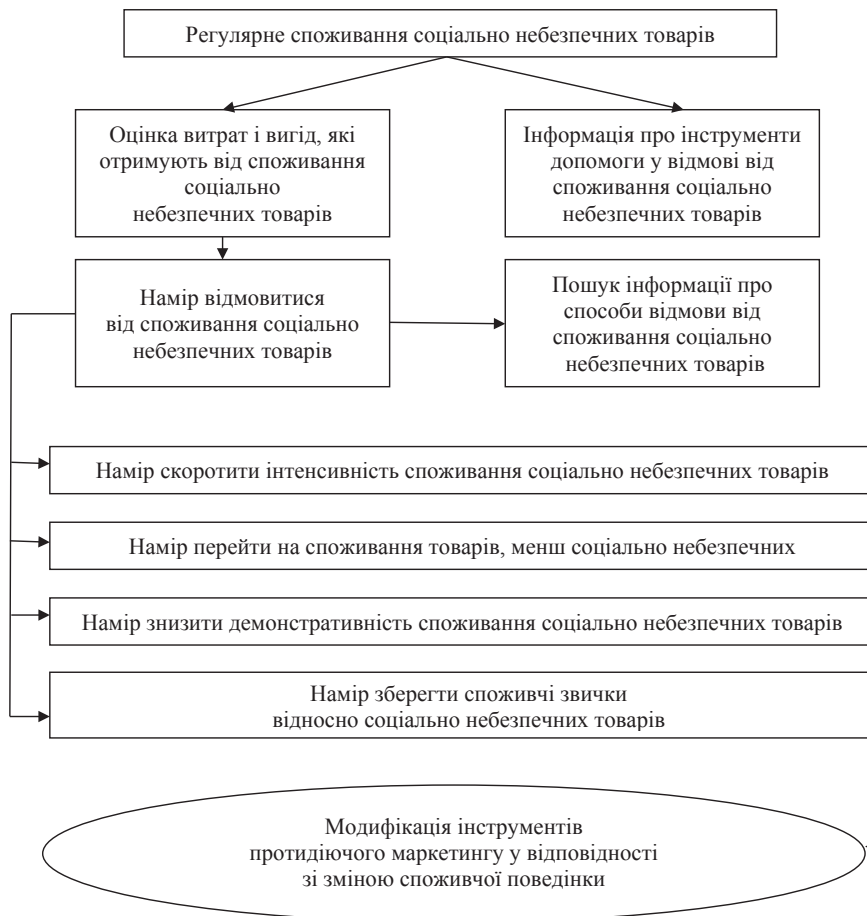 Регулярне споживання соціально небезпечних товарів
Оцінка витрат і вигід, які
отримують від споживання
соціально
небезпечних товарів
Інформація про інструменти
допомоги у відмові від
споживання соціально
небезпечних товарів
Намір відмовитися
від споживання соціально
небезпечних товарів
Пошук інформації про
способи відмови від
споживання соціально
небезпечних товарів
Намір скоротити інтенсивність споживання соціально небезпечних товарів
Намір перейти на споживання товарів, менш соціально небезпечних
Намір знизити демонстративність споживання соціально небезпечних товарів
Намір зберегти споживчі звички
відносно соціально небезпечних товарів
Модифікація інструментів
протидіючого маркетингу у відповідності
зі зміною споживчої поведінки